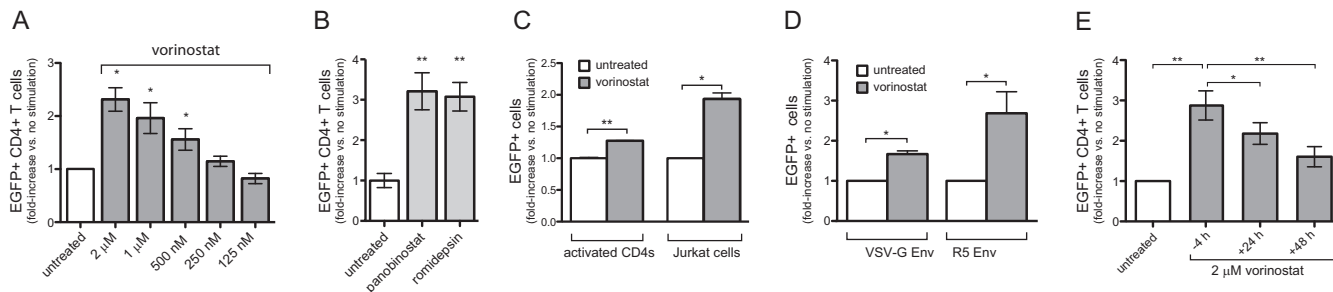 A
vorinostat
EGFP+ CD4+ T cells
(fold-increase vs. no stimulation)
3
2
1
0
*
*
*
untreated
2 µM
1 µM
500 nM
250 nM
125 nM
B
EGFP+ CD4+ T cells
(fold-increase vs. no stimulation)
4
3
2
1
0
**
**
untreated
panobinostat
romidepsin
C
EGFP+ cells
(fold-increase vs. no stimulation)
2.5
2.0
1.5
1.0
0.5
0.0
untreated
vorinostat
**
*
activated CD4s
Jurkat cells
D
EGFP+ cells
(fold-increase vs. no stimulation)
4
3
2
1
0
untreated
vorinostat
*
*
VSV-G Env
R5 Env
E
EGFP+ CD4+ T cells
(fold-increase vs. no stimulation)
4
3
2
1
0
**
**
*
untreated
-4 h
+24 h
+48 h
2 µM vorinostat